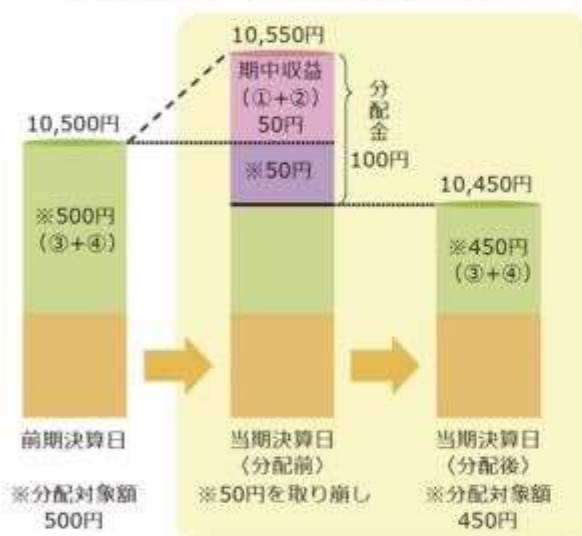 10,550円
期中収益
(①+②)
50円
分配金
100円
10,500円
※50円
10,450円
※500円
(③+④)
※450円
(③+④)
前期決算日
当期決算日
〈分配前〉
当期決算日
〈分配後〉
※分配対象額
500円
※50円を取り崩し
※分配対象額
450円